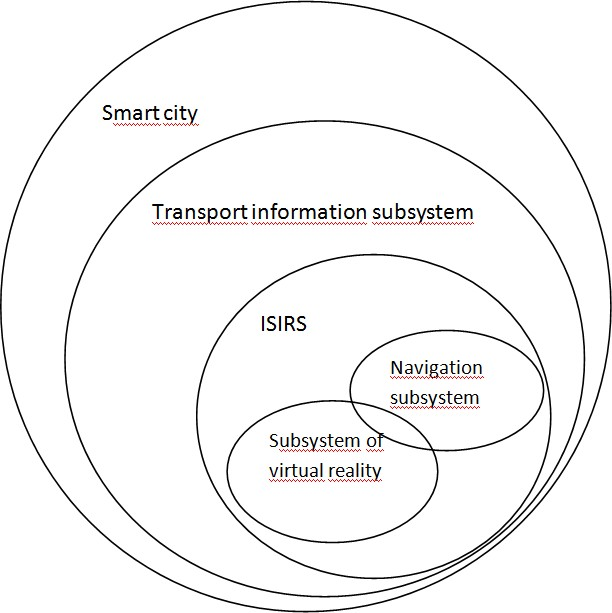 Smart city
Transport information subsystem
ISIRS
Navigation
subsystem
Subsystem of
virtual reality